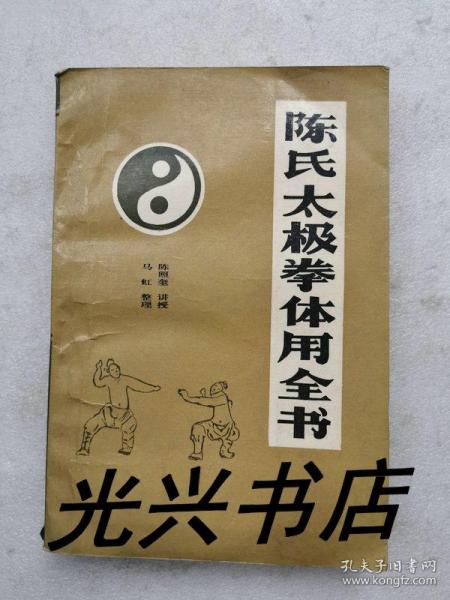 陈氏太极拳体用全书
陈照奎 讲授
马虹 整理
光兴书店
孔夫子旧书网
www.kongfz.com